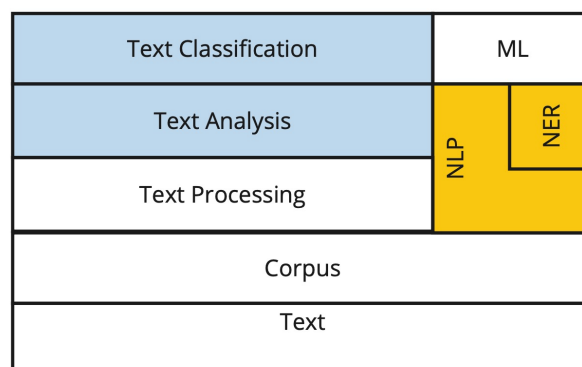 Text Classification
ML
Text Analysis
NLP
NER
Text Processing
Corpus
Text